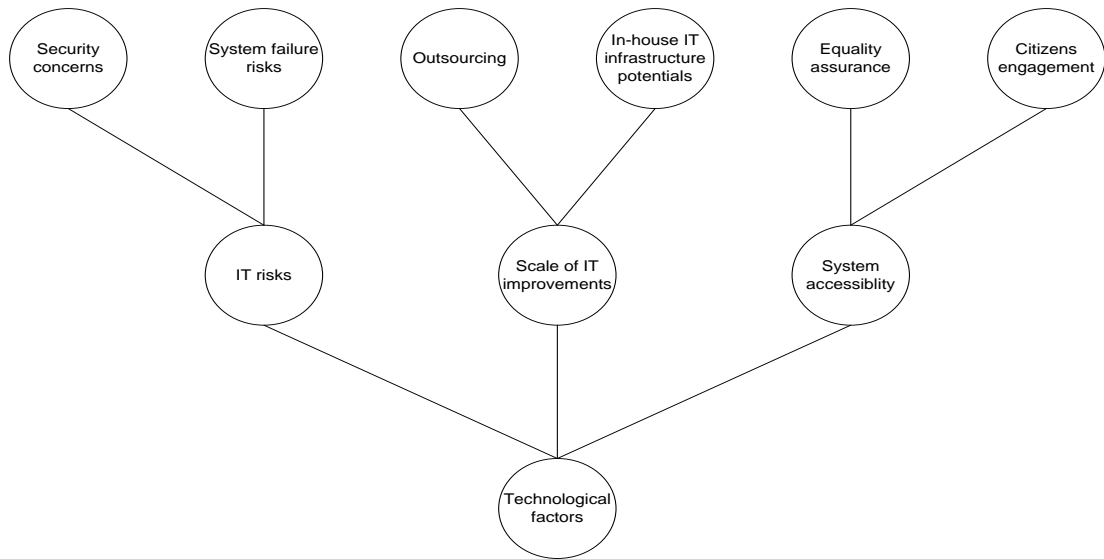 Security
concerns
System failure
risks
Outsourcing
In-house IT
infrastructure
potentials
Equality
assurance
Citizens
engagement
IT risks
Scale of IT
improvements
System
accessiblity
Technological
factors